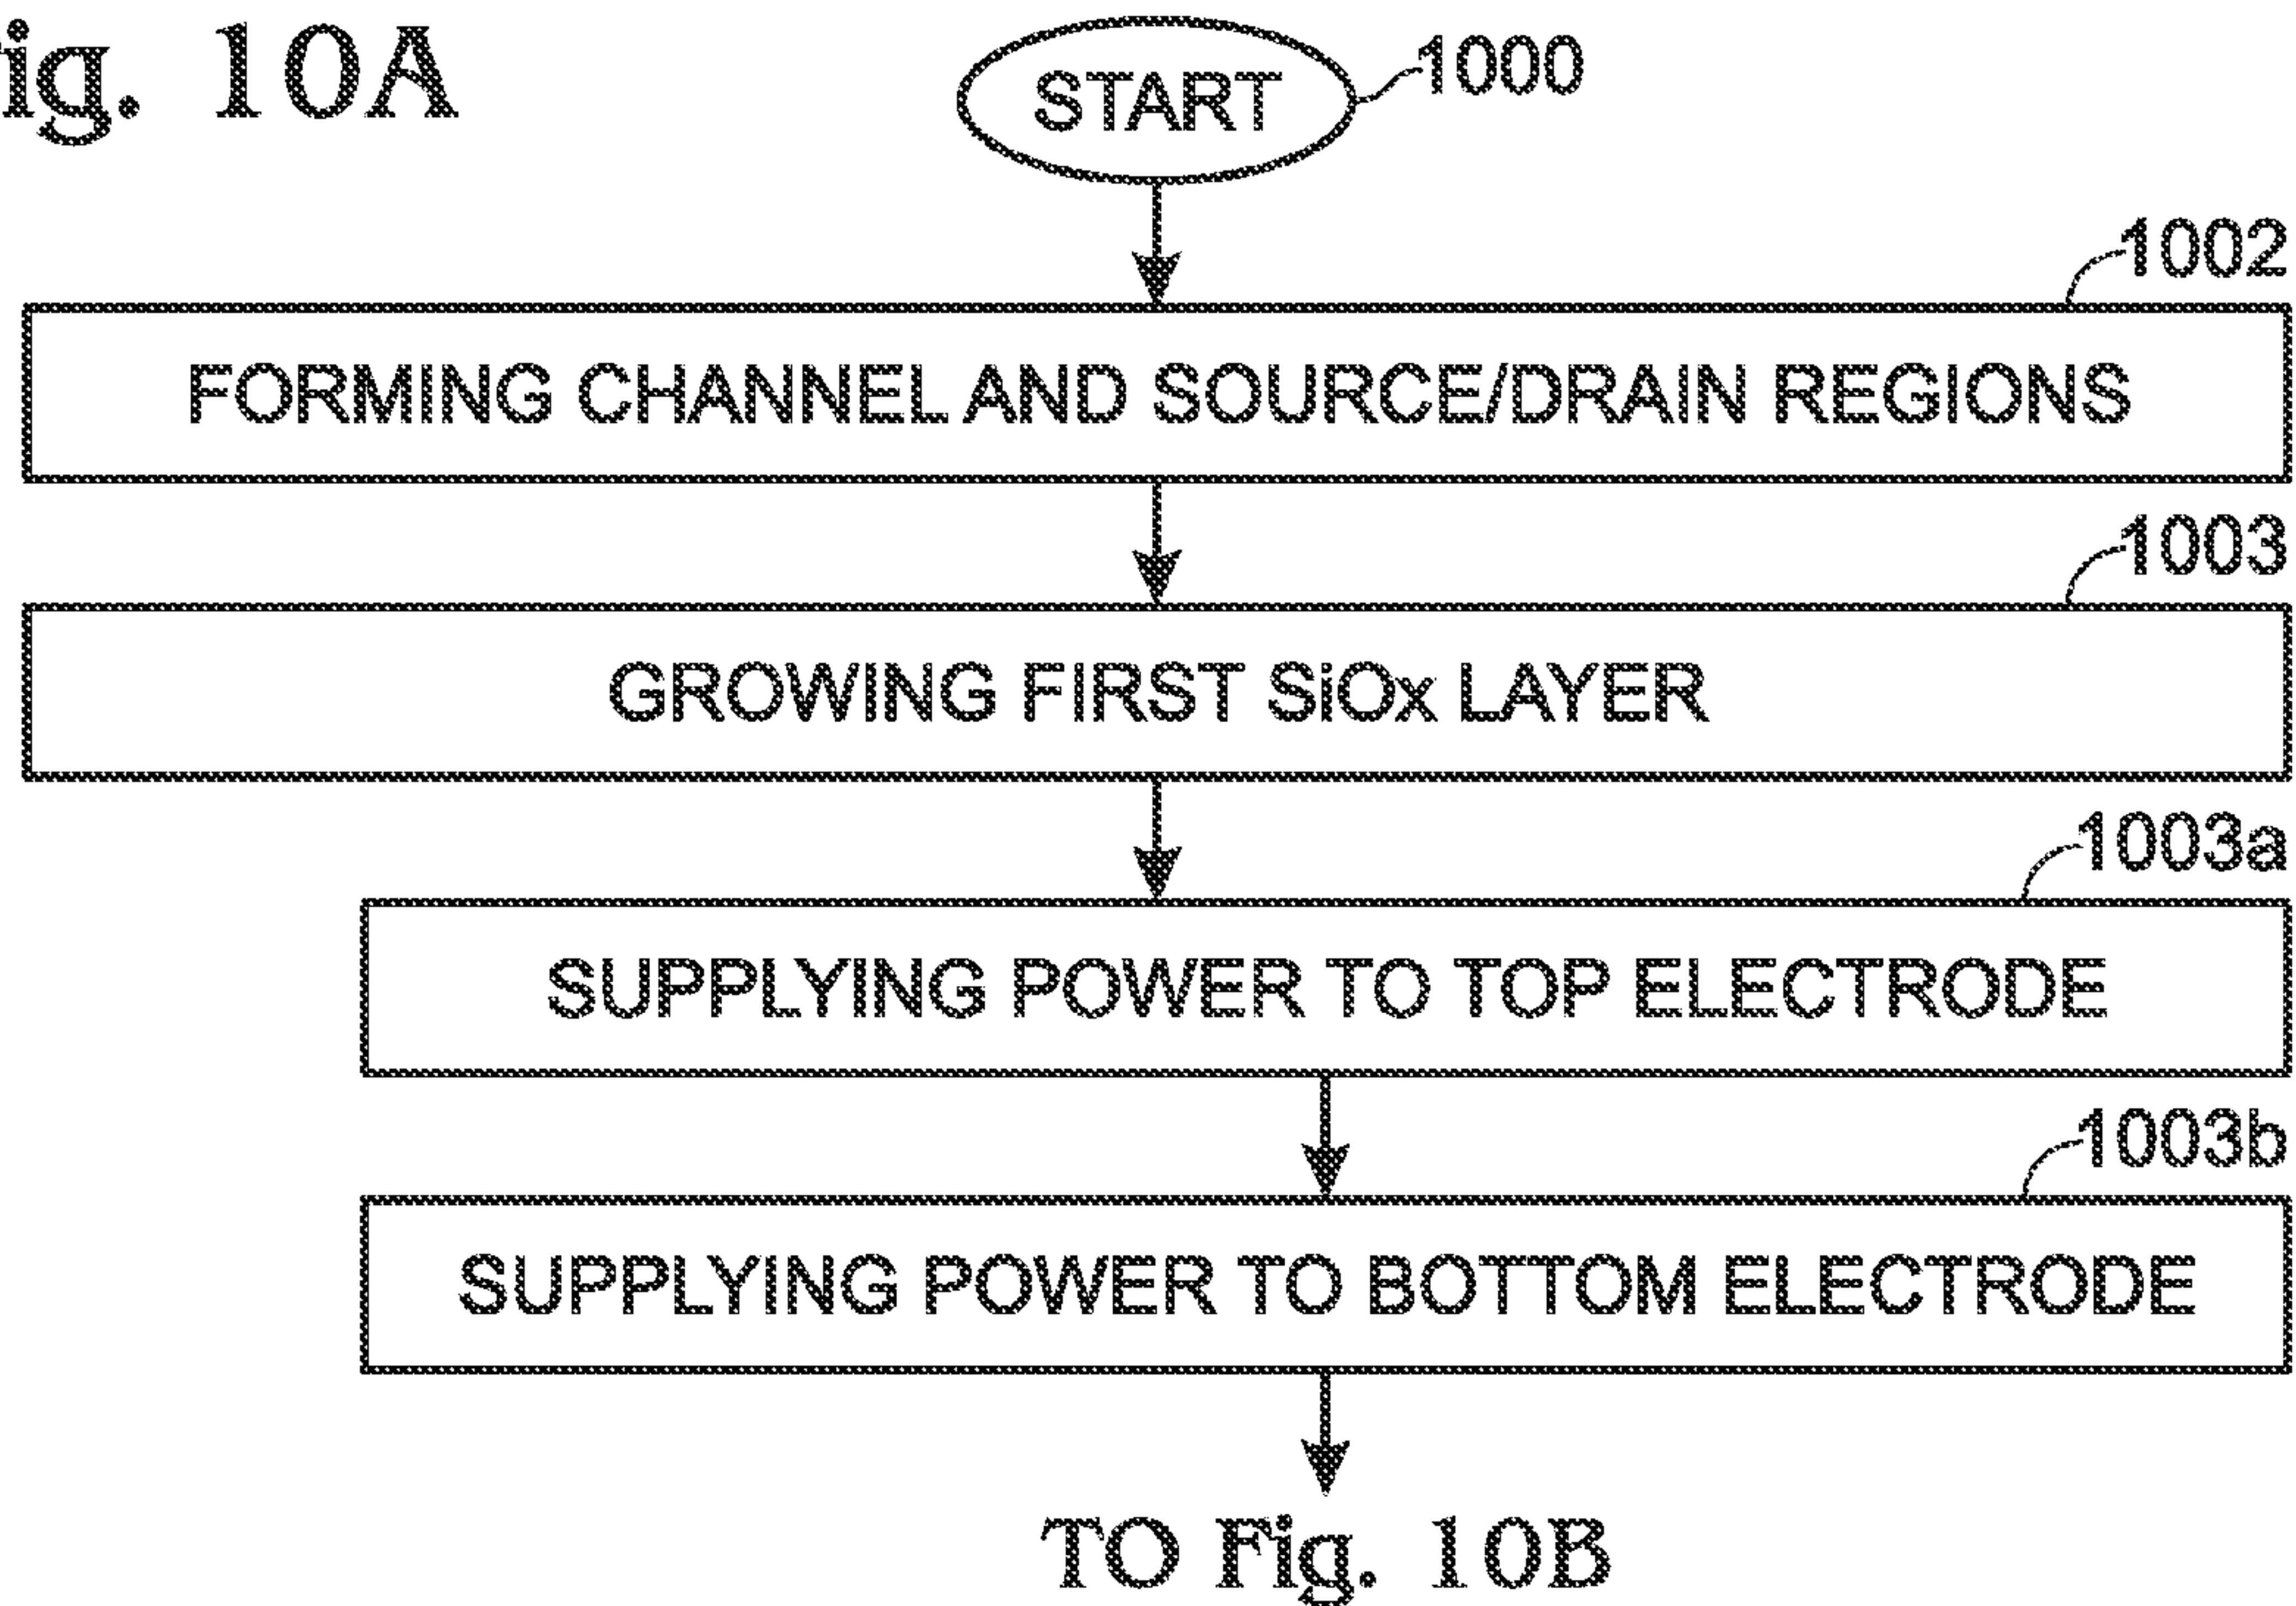 ig. 10A
START
1000
1002
FORMING CHANNEL AND SOURCE/DRAIN REGIONS
1003
GROWING FIRST SiOx LAYER
1003a
SUPPLYING POWER TO TOP ELECTRODE
1003b
SUPPLYING POWER TO BOTTOM ELECTRODE
TO Fig. 10B